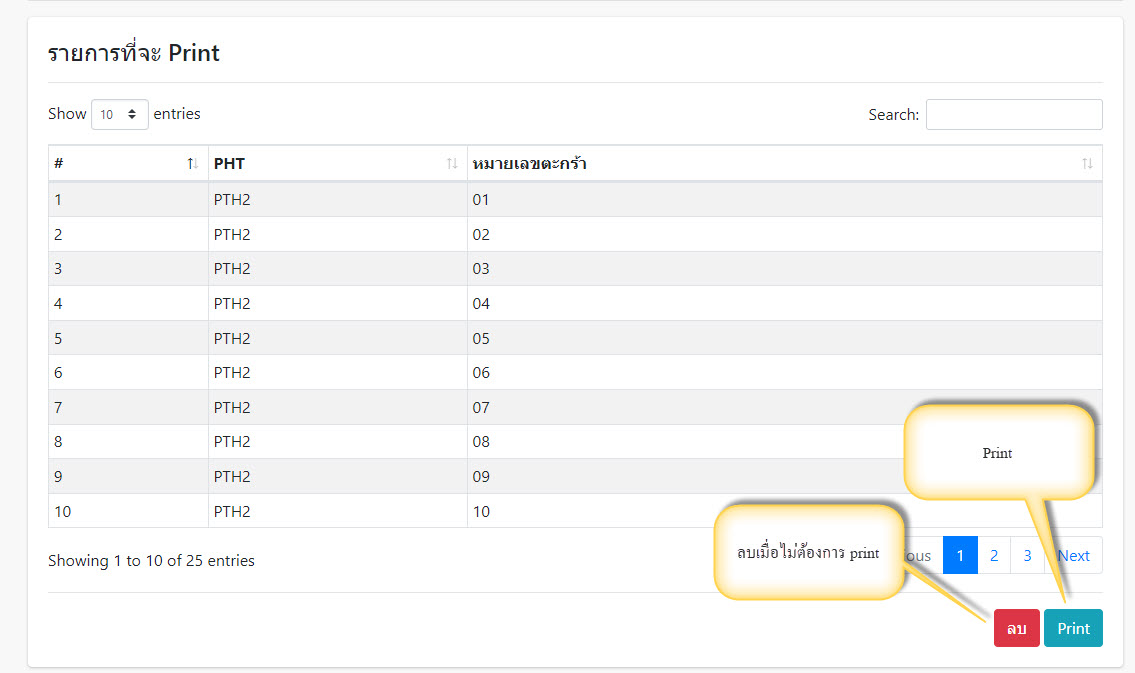 รายการที่จะ Print
Show 10 entries
Search:
# PHT หมายเลขตะกร้า
1 PTH2 01
2 PTH2 02
3 PTH2 03
4 PTH2 04
5 PTH2 05
6 PTH2 06
7 PTH2 07
8 PTH2 08
9 PTH2 09
10 PTH2 10
Print
ลบเมื่อไม่ต้องการ print
Showing 1 to 10 of 25 entries
1 2 3 Next
ลบ Print